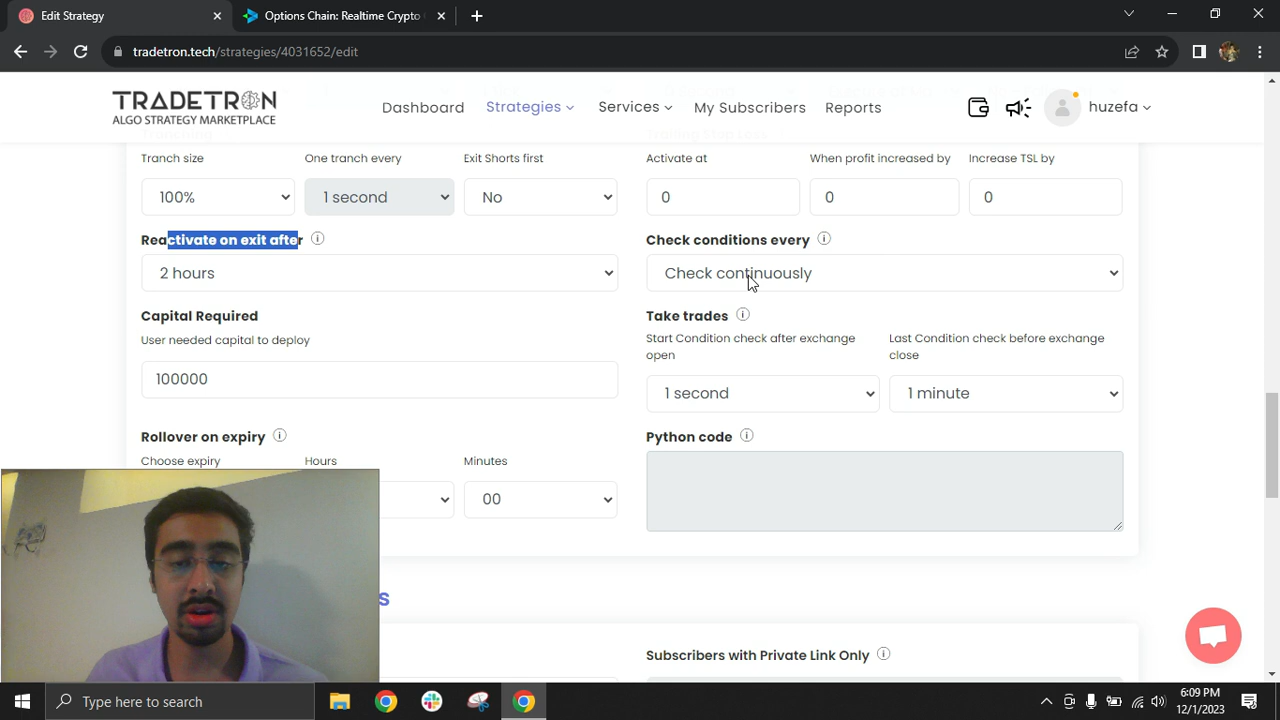 Edit Strategy
Options Chain: Realtime Crypto
tradetron.tech/strategies/4031652/edit
TRADETRON
ALGO STRATEGY MARKETPLACE
Dashboard
Strategies
Services
My Subscribers
Reports
huzefa
Tranch size
One tranch every
Exit Shorts first
Activate at
When profit increased by
Increase TSL by
100%
1 second
No
0
0
0
Reactivate on exit after
Check conditions every
2 hours
Check continuously
Capital Required
Take trades
User needed capital to deploy
Start Condition check after exchange
open
Last Condition check before exchange
close
100000
1 second
1 minute
Rollover on expiry
Python code
Choose expiry
Hours
Minutes
00
s
Subscribers with Private Link Only
Type here to search
6:09 PM
12/1/2023